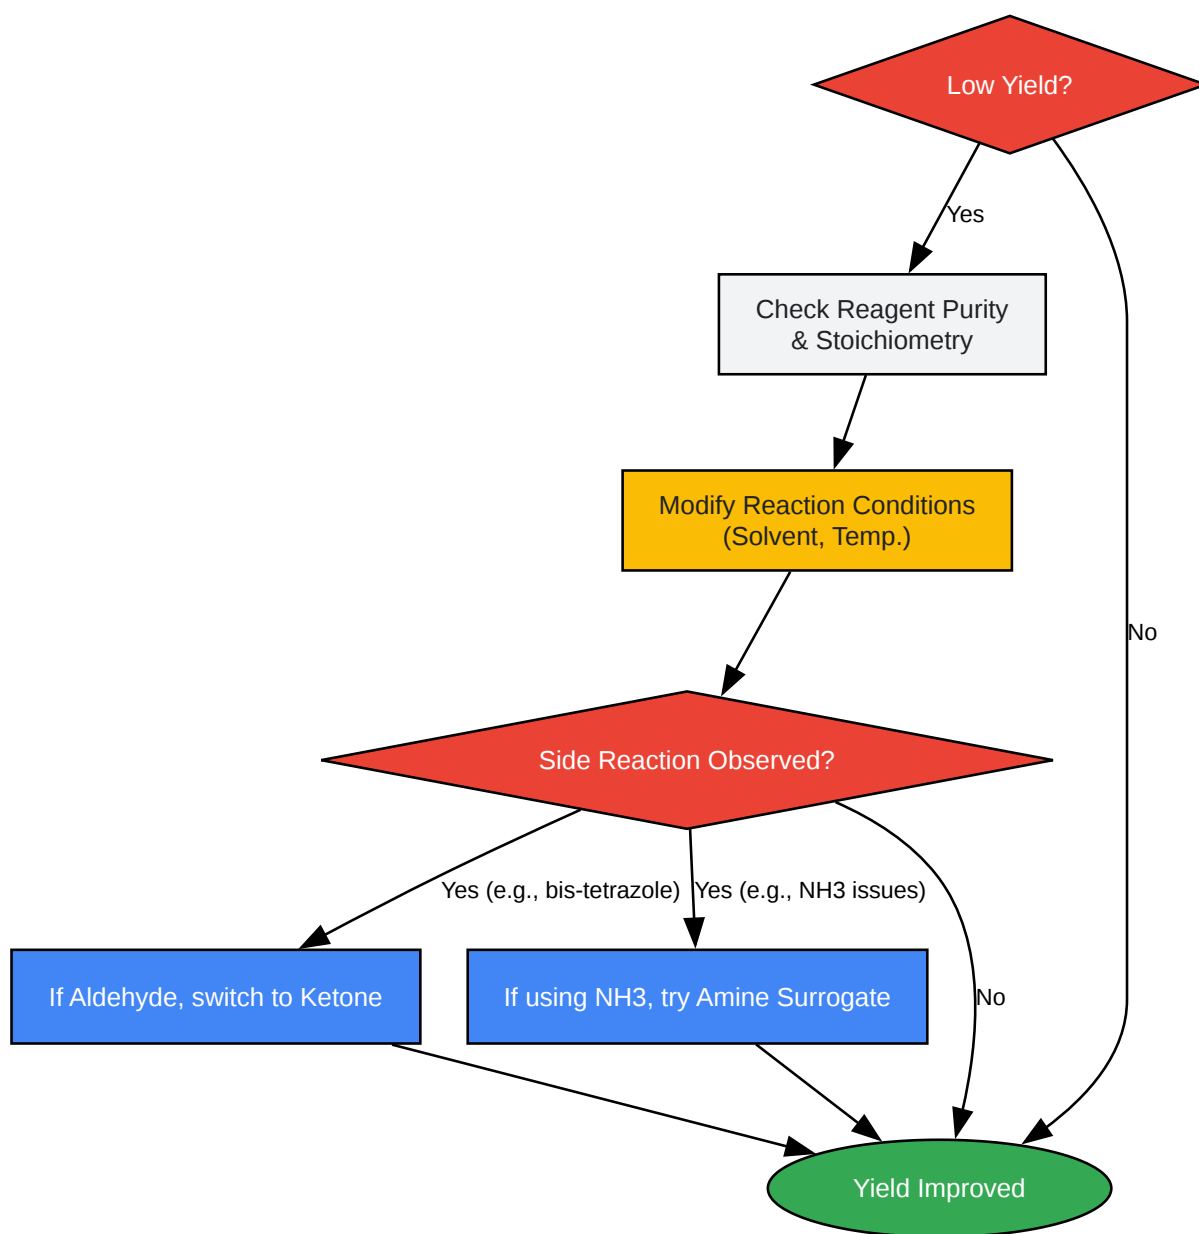 Low Yield?
Yes
Check Reagent Purity
& Stoichiometry
Modify Reaction Conditions
(Solvent, Temp.)
No
Side Reaction Observed?
Yes (e.g., bis-tetrazole)
Yes (e.g., NH3 issues)
If Aldehyde, switch to Ketone
If using NH3, try Amine Surrogate
No
Yield Improved